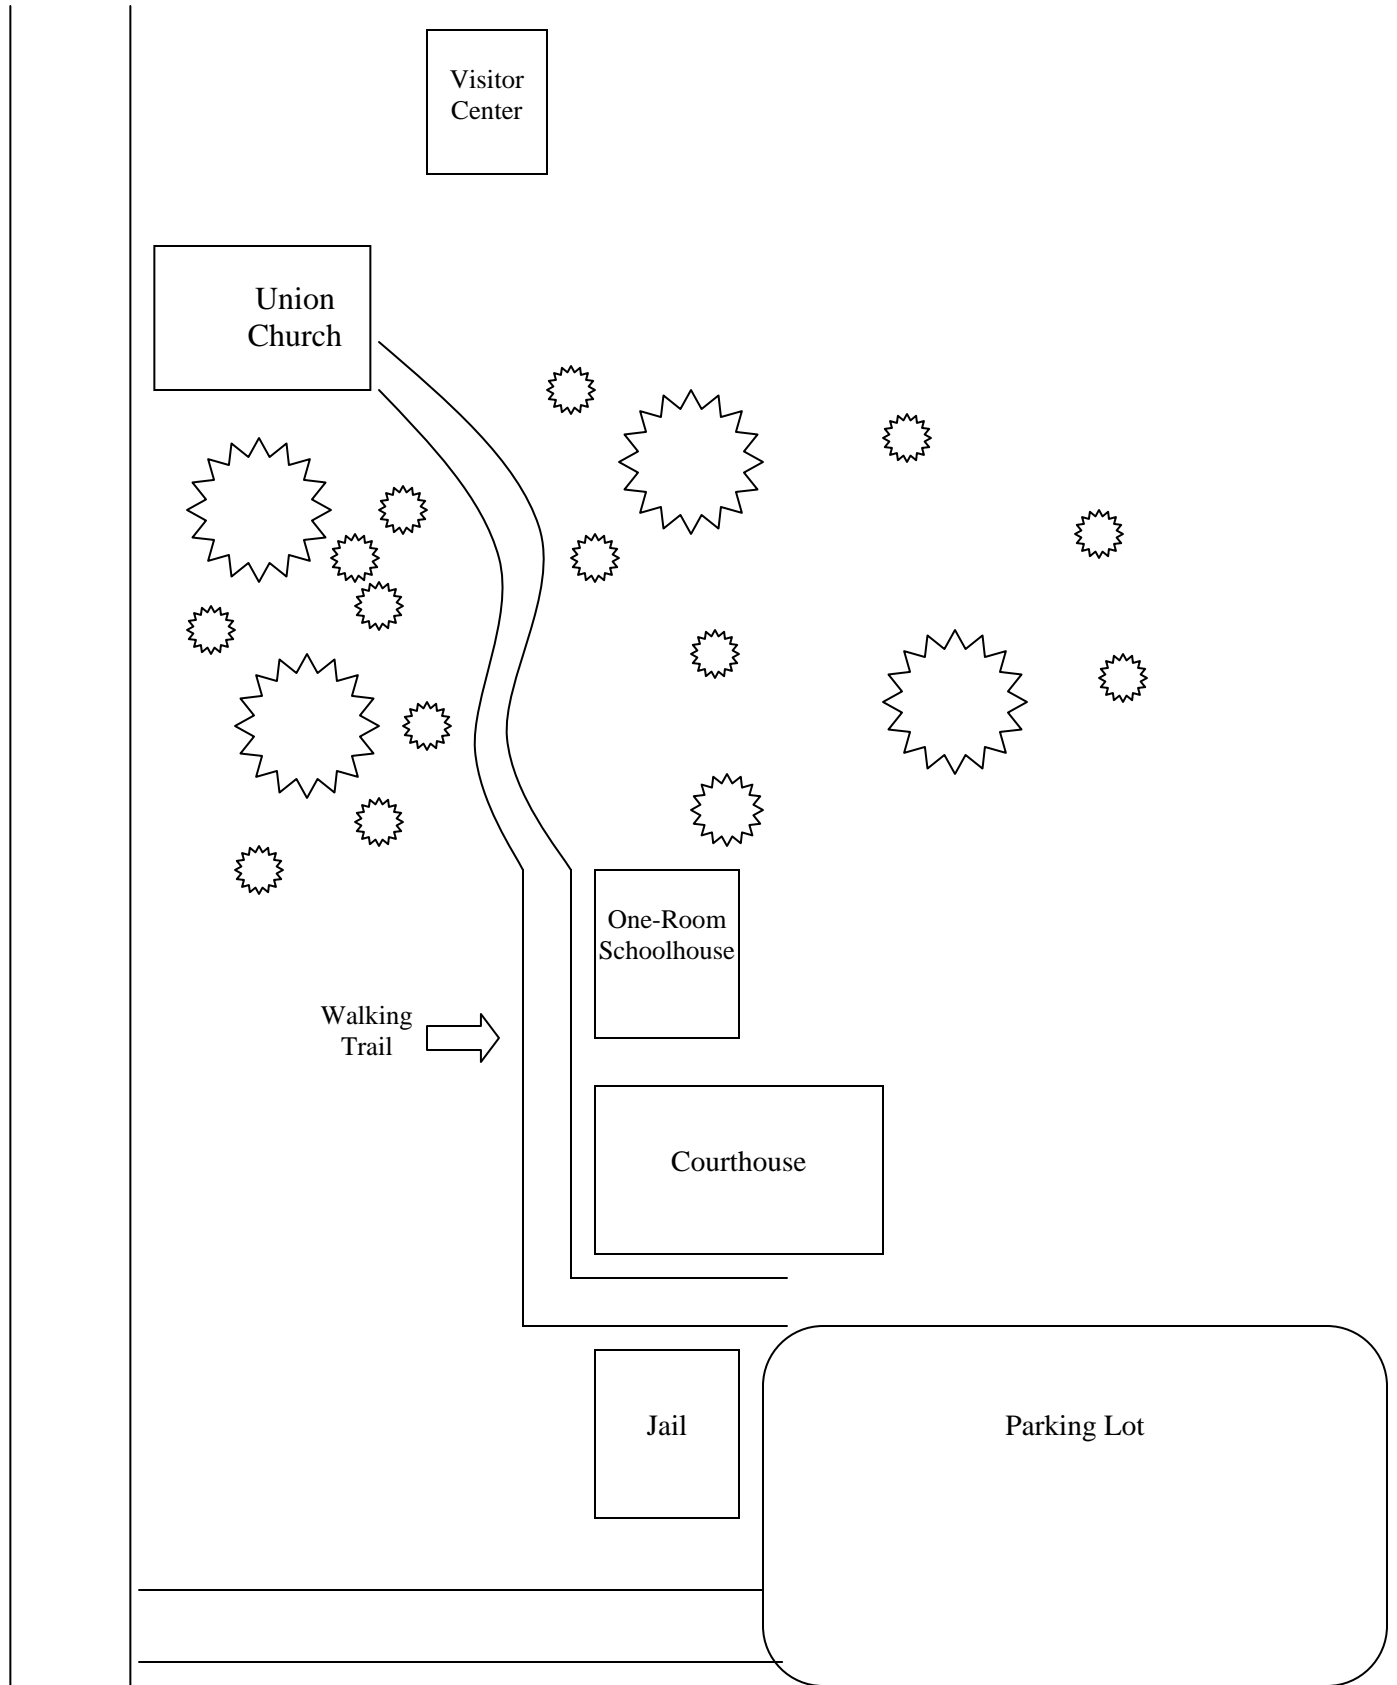 Visitor
Center
Union
Church
One-Room
Schoolhouse
Walking
Trail
Courthouse
Jail
Parking Lot